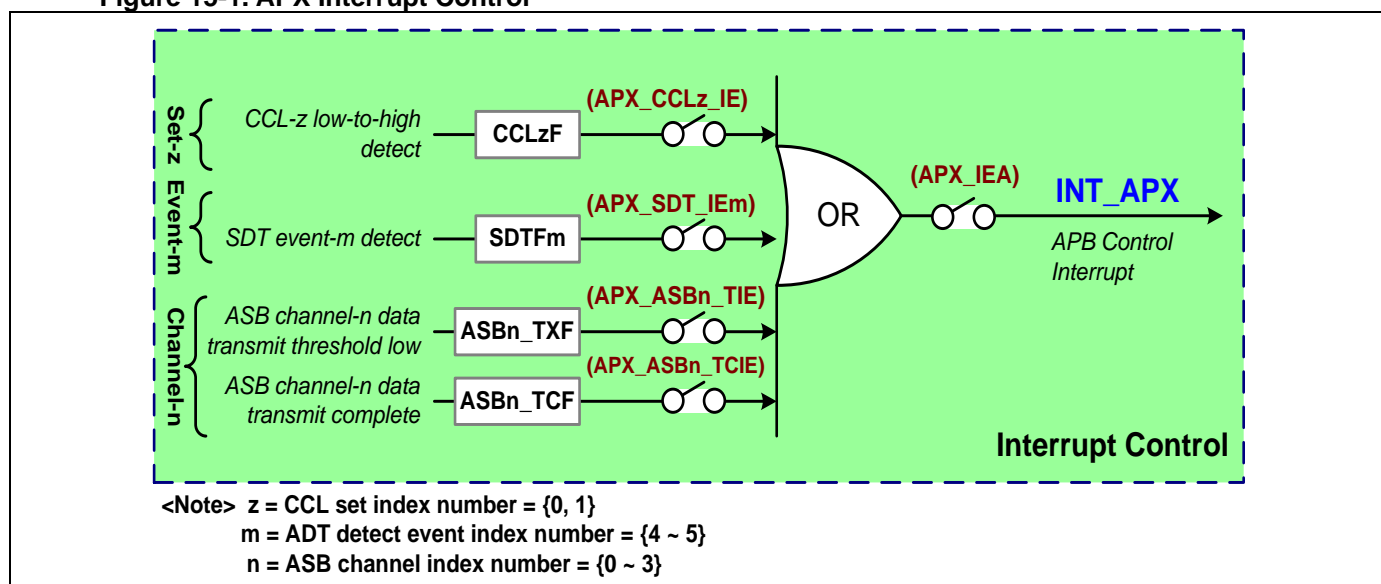 Figure 15-1. APX Interrupt Control
Set-z
CCL-z low-to-high
detect
CCLzF
(APX_CCLz_IE)
Event-m
SDT event-m detect
SDTFm
(APX_SDT_IEm)
Channel-n
ASB channel-n data
transmit threshold low
ASBn_TXF
(APX_ASBn_TIE)
ASB channel-n data
transmit complete
ASBn_TCF
(APX_ASBn_TCIE)
OR
(APX_IEA)
INT_APX
APB Control
Interrupt
Interrupt Control
<Note> z = CCL set index number = {0, 1}
m = ADT detect event index number = {4 ~ 5}
n = ASB channel index number = {0 ~ 3}